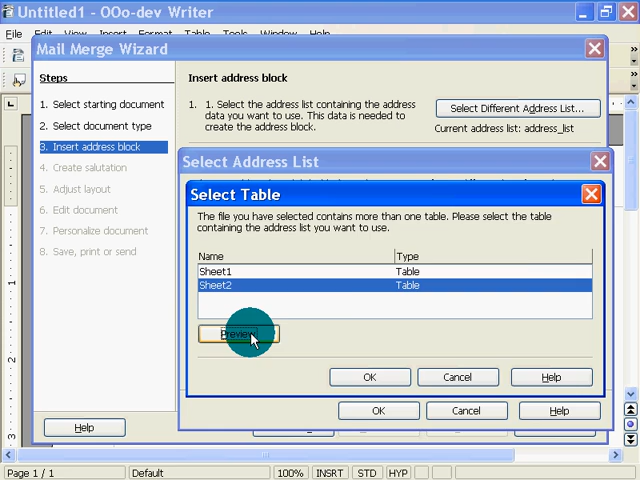 Untitled1 - OOo-dev Writer
File Edit View Insert Format Table Tools Window Help
Mail Merge Wizard
Steps
1. Select starting document
2. Select document type
3. Insert address block
4. Create salutation
5. Adjust layout
6. Edit document
7. Personalize document
8. Save, print or send
Insert address block
1. 1. Select the address list containing the address
data you want to use. This data is needed to
create the address block.
Select Different Address List...
Current address list: address_list
Select Address List
Select Table
The file you have selected contains more than one table. Please select the table
containing the address list you want to use.
Name Type
Sheet1 Table
Sheet2 Table
Preview
OK Cancel Help
OK Cancel Help
Help
1
2
3
Page 1 / 1 Default 100% INSRT STD HYP